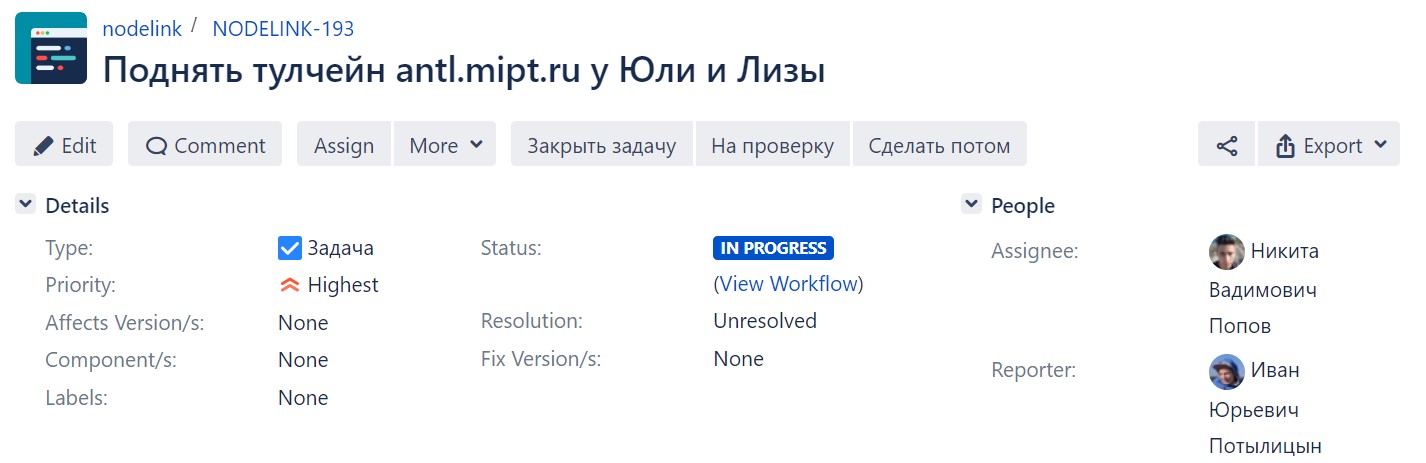 nodelink / NODELINK-193
Поднять тулчейн antl.mipt.ru у Юли и Лизы
Edit Comment Assign More Закрыть задачу На проверку Сделать потом Export
Details
Type: Задача
Priority: Highest
Affects Version/s: None
Component/s: None
Labels: None
Status: IN PROGRESS
(View Workflow)
Resolution: Unresolved
Fix Version/s: None
People
Assignee: Никита
Вадимович
Попов
Reporter: Иван
Юрьевич
Потылицын